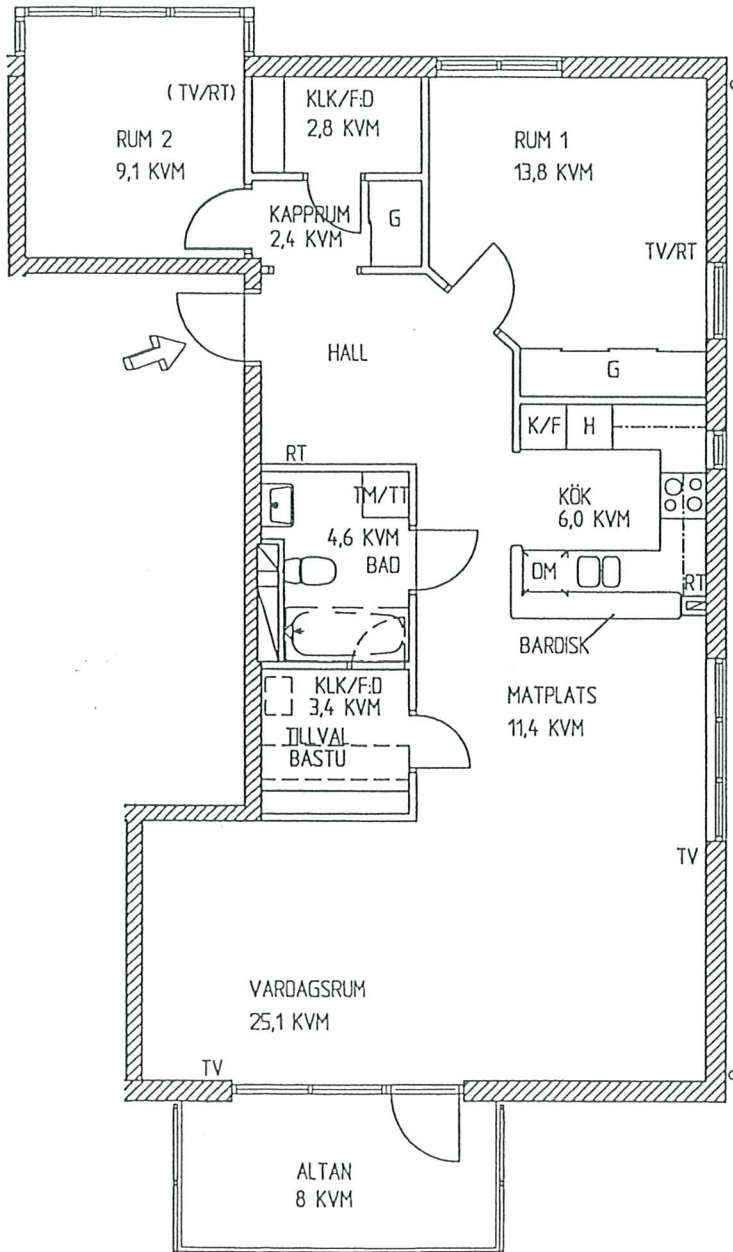 ( TV/RT)
RUM 2
9,1 KVM
KLK/F:D
2,8 KVM
RUM 1
13,8 KVM
KAPPRUM
2,4 KVM
G
TV/RT
HALL
G
K/F
H
RT
TM/TT
4,6 KVM
BAD
KÖK
6,0 KVM
DM
RT
BARDISK
KLK/F:D
3,4 KVM
TILLVAL
BASTU
MATPLATS
11,4 KVM
TV
VARDAGSRUM
25,1 KVM
TV
ALTAN
8 KVM